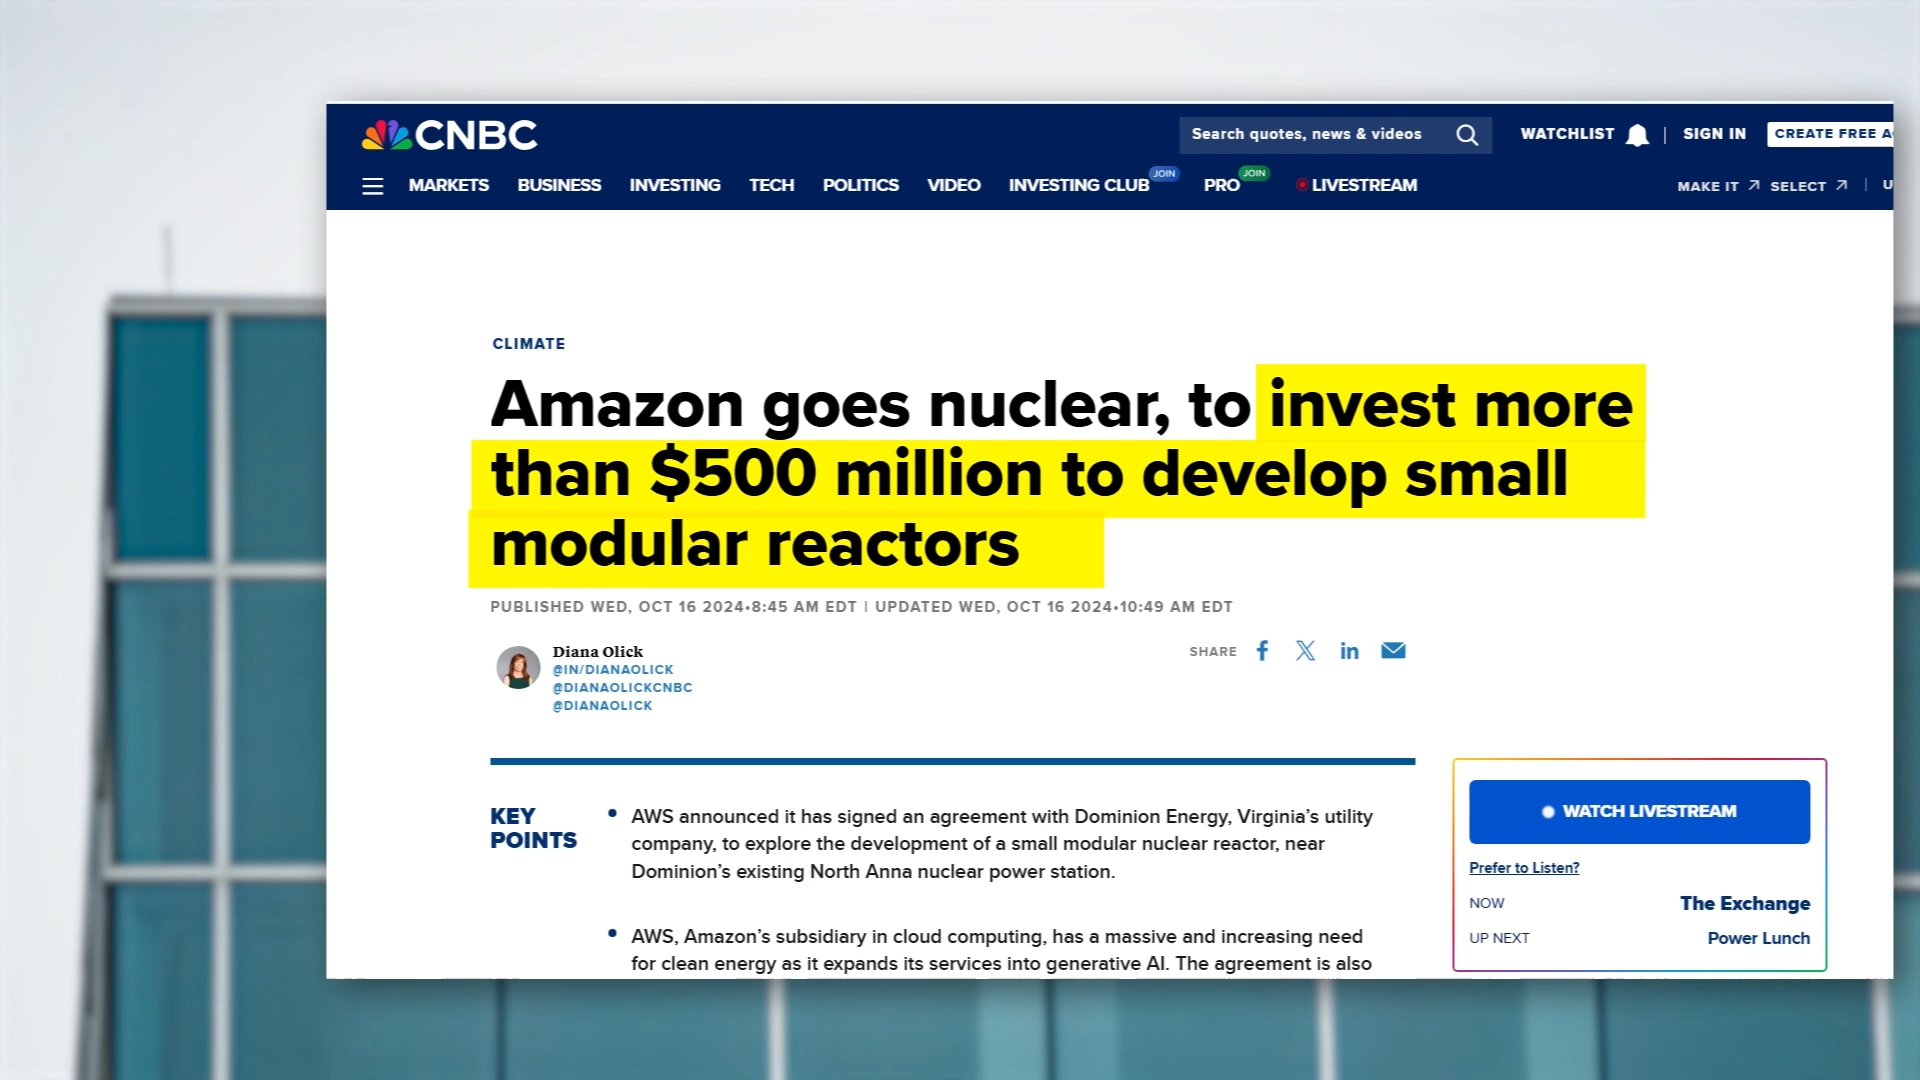 CNBC
Search quotes, news & videos
WATCHLIST | SIGN IN
CREATE FREE A
MARKETS BUSINESS INVESTING TECH POLITICS VIDEO INVESTING CLUB JOIN PRO JOIN LIVESTREAM
MAKE IT SELECT | U
CLIMATE
Amazon goes nuclear, to invest more
than $500 million to develop small
modular reactors
PUBLISHED WED, OCT 16 2024•8:45 AM EDT | UPDATED WED, OCT 16 2024•10:49 AM EDT
Diana Olick
@IN/DIANAOLICK
@DIANAOLICKCNBC
@DIANAOLICK
SHARE
KEY
POINTS
• AWS announced it has signed an agreement with Dominion Energy, Virginia’s utility
company, to explore the development of a small modular nuclear reactor, near
Dominion’s existing North Anna nuclear power station.
• AWS, Amazon’s subsidiary in cloud computing, has a massive and increasing need
for clean energy as it expands its services into generative AI. The agreement is also
WATCH LIVESTREAM
Prefer to Listen?
NOW The Exchange
UP NEXT Power Lunch